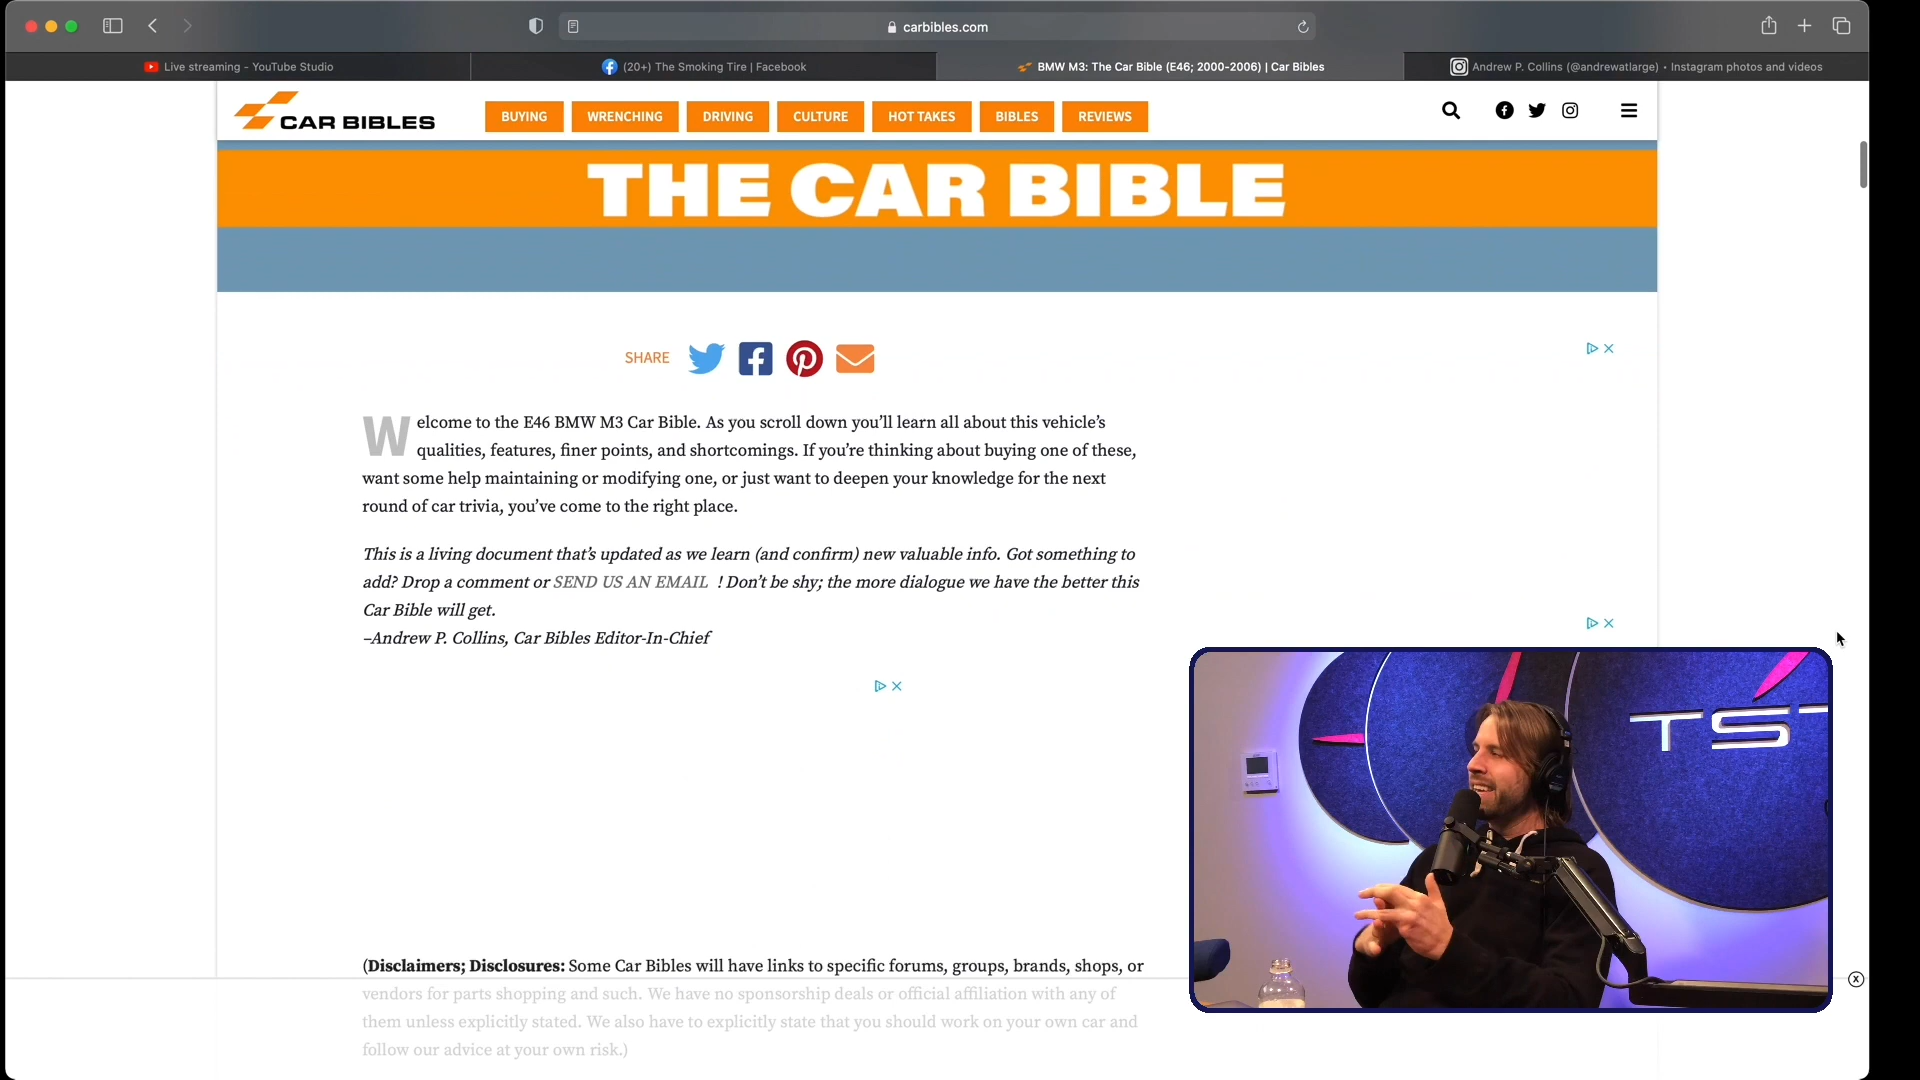 carbibles.com
Live streaming - YouTube Studio
(20+) The Smoking Tire | Facebook
BMW M3: The Car Bible (E46; 2000-2006) | Car Bibles
Andrew P. Collins (@andrewatlarge) • Instagram photos and videos
CAR BIBLES
BUYING
WRENCHING
DRIVING
CULTURE
HOT TAKES
BIBLES
REVIEWS
THE CAR BIBLE
SHARE
Welcome to the E46 BMW M3 Car Bible. As you scroll down you’ll learn all about this vehicle’s
qualities, features, finer points, and shortcomings. If you’re thinking about buying one of these,
want some help maintaining or modifying one, or just want to deepen your knowledge for the next
round of car trivia, you’ve come to the right place.
This is a living document that’s updated as we learn (and confirm) new valuable info. Got something to
add? Drop a comment or SEND US AN EMAIL ! Don’t be shy; the more dialogue we have the better this
Car Bible will get.
–Andrew P. Collins, Car Bibles Editor-In-Chief
TST
(Disclaimers; Disclosures: Some Car Bibles will have links to specific forums, groups, brands, shops, or
vendors for parts shopping and such. We have no sponsorship deals or official affiliation with any of
them unless explicitly stated. We also have to explicitly state that you should work on your own car and
follow our advice at your own risk.)